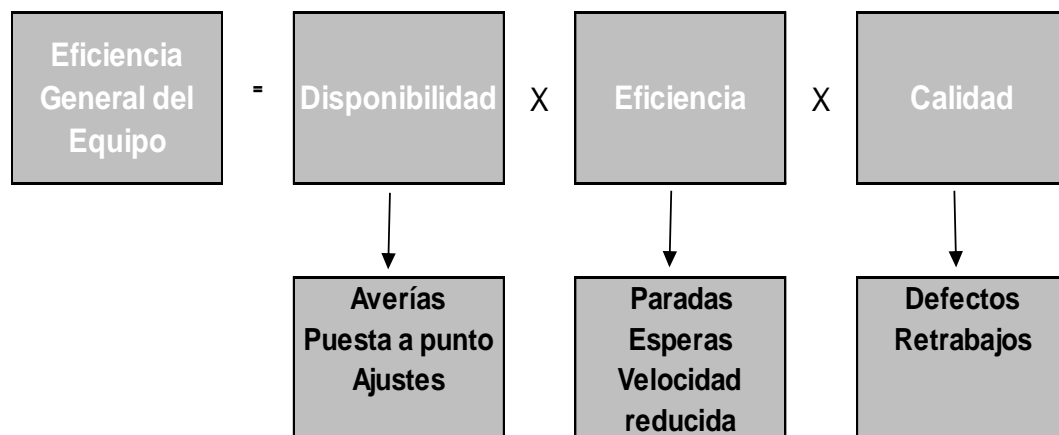 Eficiencia
General del
Equipo
=
Disponibilidad
X
Eficiencia
X
Calidad
Averías
Puesta a punto
Ajustes
Paradas
Esperas
Velocidad
reducida
Defectos
Retrabajos